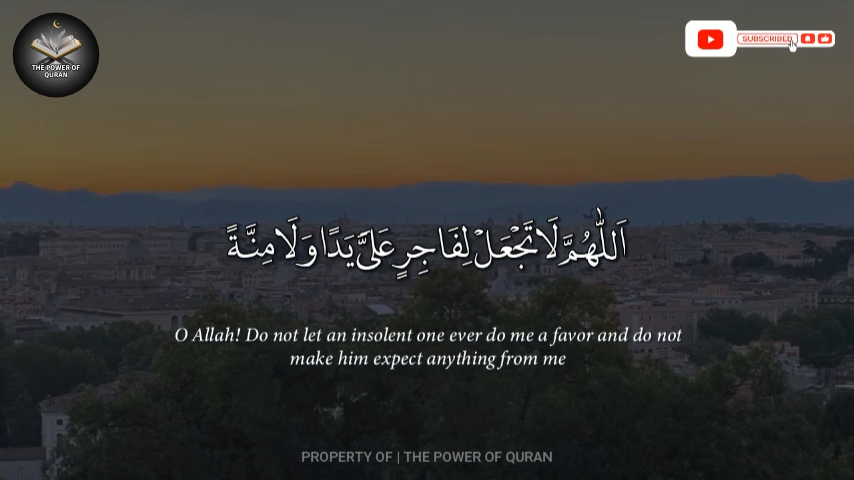 THE POWER OF
QURAN
SUBSCRIBED
اَللّٰهُمَّ لَا تَجْعَلْ لِفَاجِرٍ عَلَيَّ يَدًا وَلَا مِنَّةً
O Allah! Do not let an insolent one ever do me a favor and do not
make him expect anything from me
PROPERTY OF | THE POWER OF QURAN